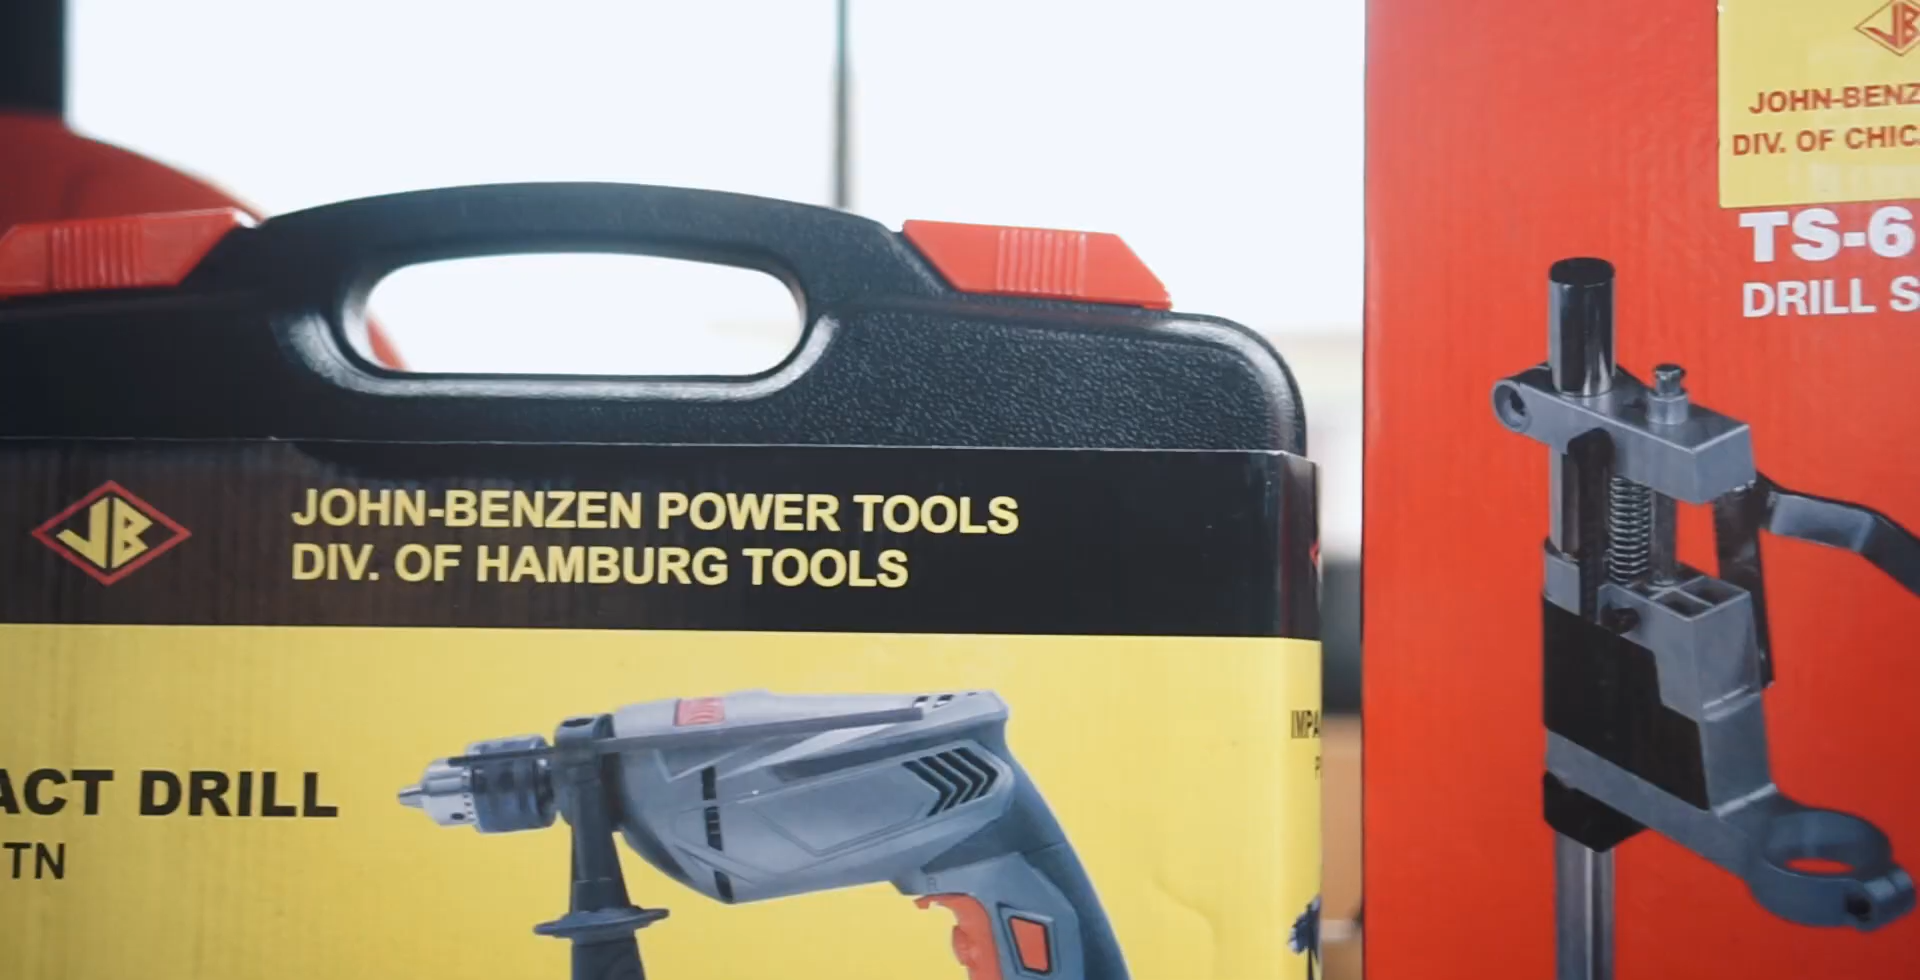 JB
JOHN-BENZEN POWER TOOLS
DIV. OF HAMBURG TOOLS
ACT DRILL
TN
IMPA
JB
JOHN-BENZ
DIV. OF CHIC
TS-6
DRILL S